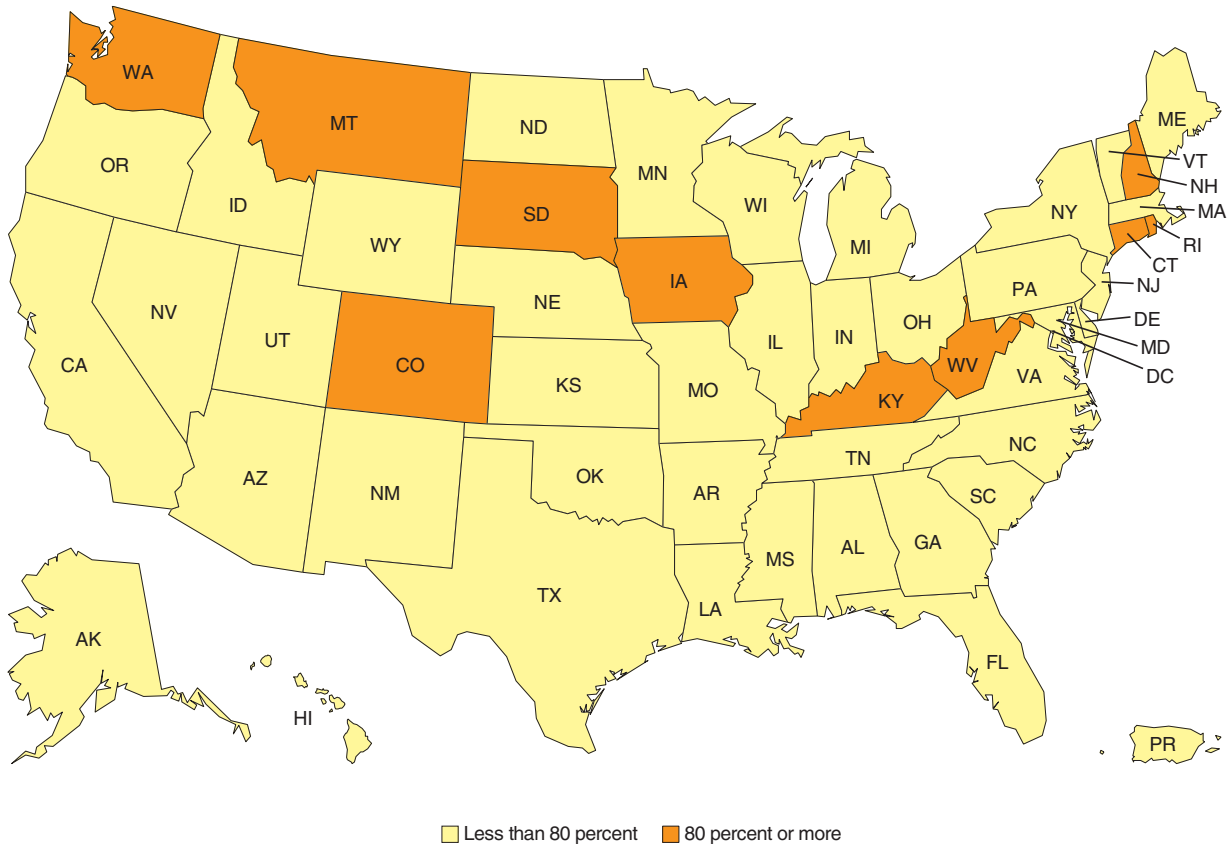 WA
MT
ND
ME
OR
MN
VT
ID
SD
WI
NH
NY
MA
WY
MI
RI
CT
IA
PA
NJ
NE
NV
OH
DE
UT
IL
IN
MD
CA
CO
WV
VA
DC
KS
MO
KY
NC
TN
AZ
OK
NM
AR
SC
MS
AL
GA
TX
LA
AK
FL
HI
PR
Less than 80 percent
80 percent or more